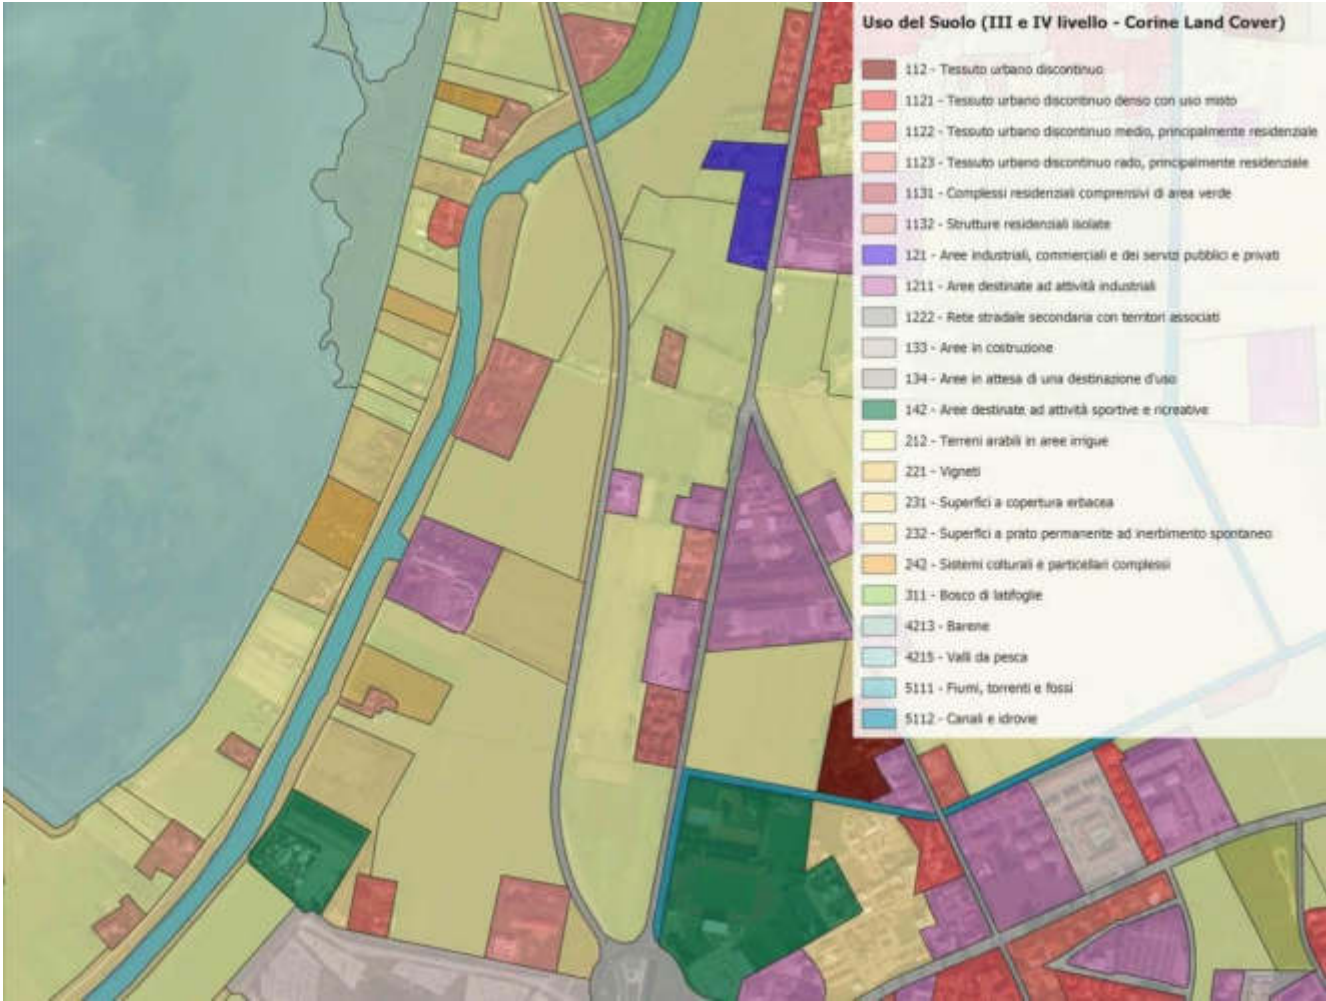 Uso del Suolo (III e IV livello - Corine Land Cover)
112 - Tessuto urbano discontinuo
1121 - Tessuto urbano discontinuo denso con uso misto
1122 - Tessuto urbano discontinuo medio, principalmente residenziale
1123 - Tessuto urbano discontinuo rado, principalmente residenziale
1131 - Complessi residenziali comprensivi di area verde
1132 - Strutture residenziali isolate
121 - Aree industriali, commerciali e dei servizi pubblici e privati
1211 - Aree destinate ad attività industriali
1222 - Rete stradale secondaria con territori associati
133 - Aree in costruzione
134 - Aree in attesa di una destinazione d'uso
142 - Aree destinate ad attività sportive e ricreative
212 - Terreni arabili in aree irrigue
221 - Vigneti
231 - Superfici a copertura erbacea
232 - Superfici a prato permanente ad inerbimento spontaneo
242 - Sistemi colturali e particellari complessi
311 - Bosco di latifoglie
4213 - Barene
4215 - Valli da pesca
5111 - Fiumi, torrenti e fossi
5112 - Canali e idrovie